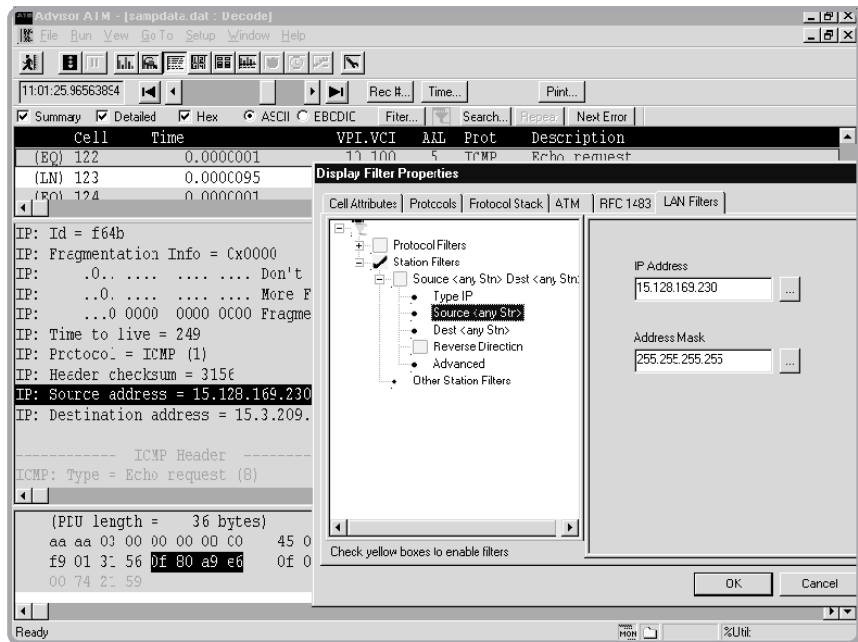 Advisor ATM - [sampdata.dat : Decode]
File Run View Go To Setup Window Help
11:01:25.96563894
Rec #... Time... Print...
Summary Detailed Hex ASCII EBCDIC Filter... Search... Repeat Next Error
Cell Time VPI.VCI AAL Prot Description
(EQ) 122 0.0000001 10 100 5 ICMP Echo request
(LN) 123 0.0000095
(EQ) 124 0.0000001
IP: Id = f64b
IP: Fragmentation Info = 0x0000
IP: .0.. .... .... .... Don't
IP: ..0. .... .... .... More F
IP: ...0 0000 0000 0000 Fragme
IP: Time to live = 249
IP: Protocol = ICMP (1)
IP: Header checksum = 3156
IP: Source address = 15.128.169.230
IP: Destination address = 15.3.209.
------------ ICMP Header -------
ICMP: Type = Echo request (8)
(PDU length = 36 bytes)
aa aa 03 00 00 00 00 C0 45 0
f9 01 31 56 0f 80 a9 e6 0f 0
00 74 21 59
Display Filter Properties
Cell Attributes Protocols Frotocol Stack ATM RFC 1483 LAN Filters
Protocol Filters
Station Filters
Source <any Stn> Dest <any Stn:
Type IP
Source <any Str>
Dest <any Stn>
Reverse Direction
Advanced
Other Station Filters
Check yellow boxes to enable filters
IP Address
15.128.169.230
...
Address Mask
255.255.255.255
...
OK Cancel
Ready
MON
%Util: